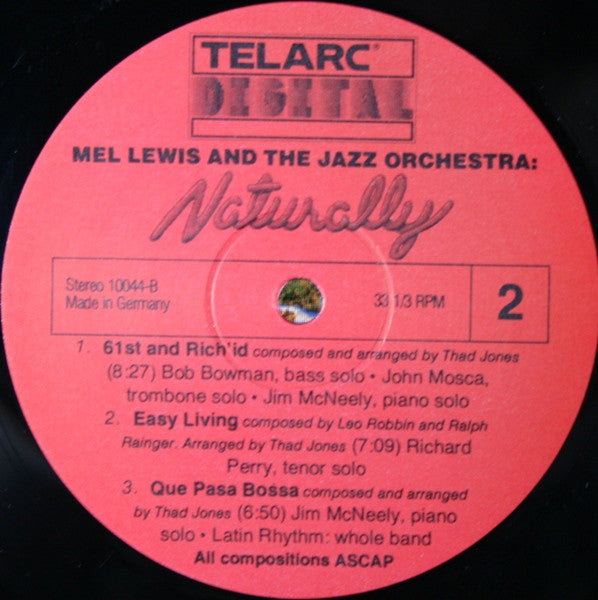 TELARC®
DIGITAL
MEL LEWIS AND THE JAZZ ORCHESTRA:
Naturally
Stereo 10044-B
Made in Germany
33 1/3 RPM
2
1. 61st and Rich'id composed and arranged by Thad Jones
(8:27) Bob Bowman, bass solo • John Mosca,
trombone solo • Jim McNeely, piano solo
2. Easy Living composed by Leo Robbin and Ralph
Rainger. Arranged by Thad Jones (7:09) Richard
Perry, tenor solo
3. Que Pasa Bossa composed and arranged
by Thad Jones (6:50) Jim McNeely, piano
solo • Latin Rhythm: whole band
All compositions ASCAP